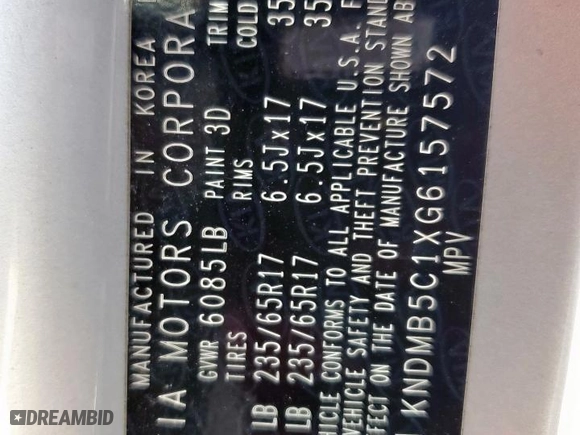 MANUFACTURED IN KOREA
IA MOTORS CORPORA
GWR 6085LB PAINT 3D TRIM
TIRES RIMS COLD
LB 235/65R17 6.5Jx17 35
LB 235/65R17 6.5Jx17 35
HICLE CONFORMS TO ALL APPLICABLE U.S.A. F
VEHICLE SAFETY AND THEFT PREVENTION STAN
FECT ON THE DATE OF MANUFACTURE SHOWN AB
KNDMB5C1XG6157572
MPV
DREAMBID